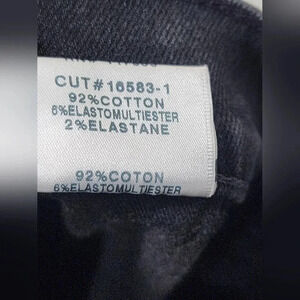 CUT#16583-1
92%COTTON
6%ELASTOMULTIESTER
2%ELASTANE
92%COTON
6%ELASTOMULTIESTER